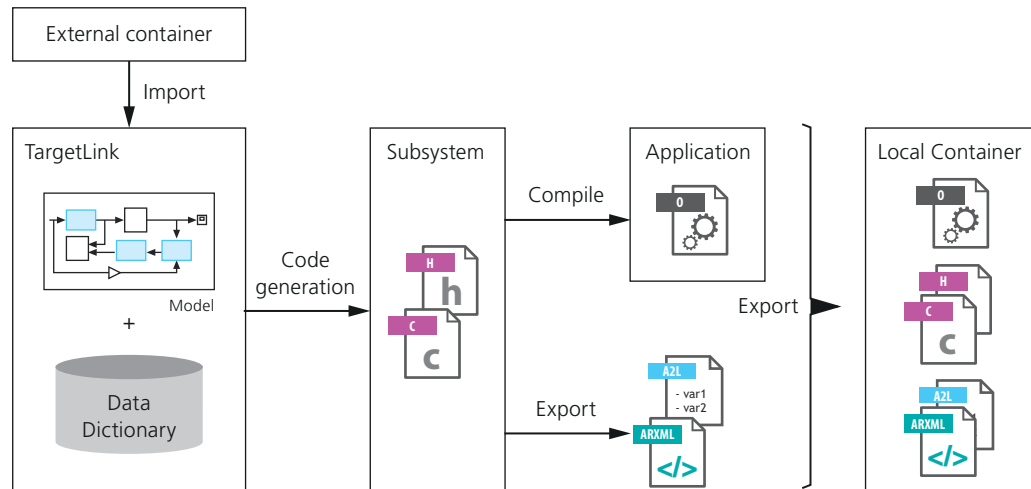 External container
Import
TargetLink
Model
+
Data
Dictionary
Code
generation
Subsystem
H
h
C
c
Compile
Export
Application
O
A2L
- var1
- var2
ARXML
</>
Export
Local Container
O
H
C
c
A2L
ARXML
</>